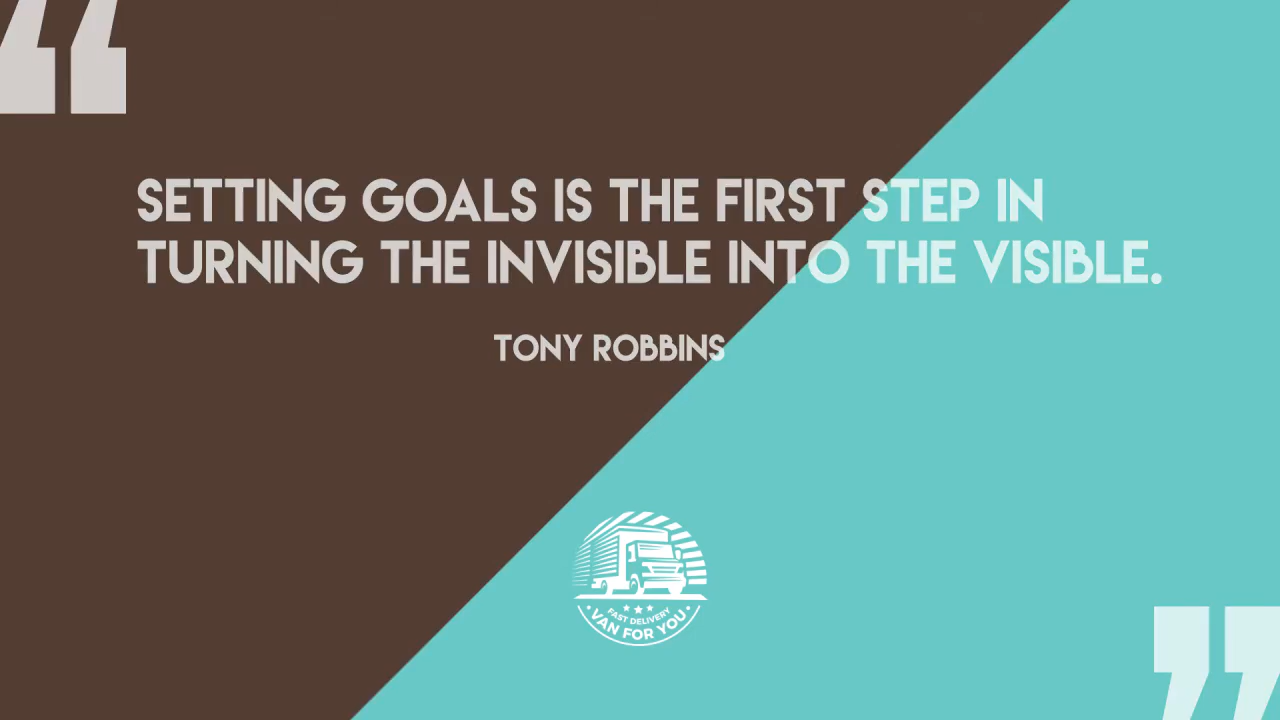 “
SETTING GOALS IS THE FIRST STEP IN
TURNING THE INVISIBLE INTO THE VISIBLE.
TONY ROBBINS
FAST DELIVERY
VAN FOR YOU
”